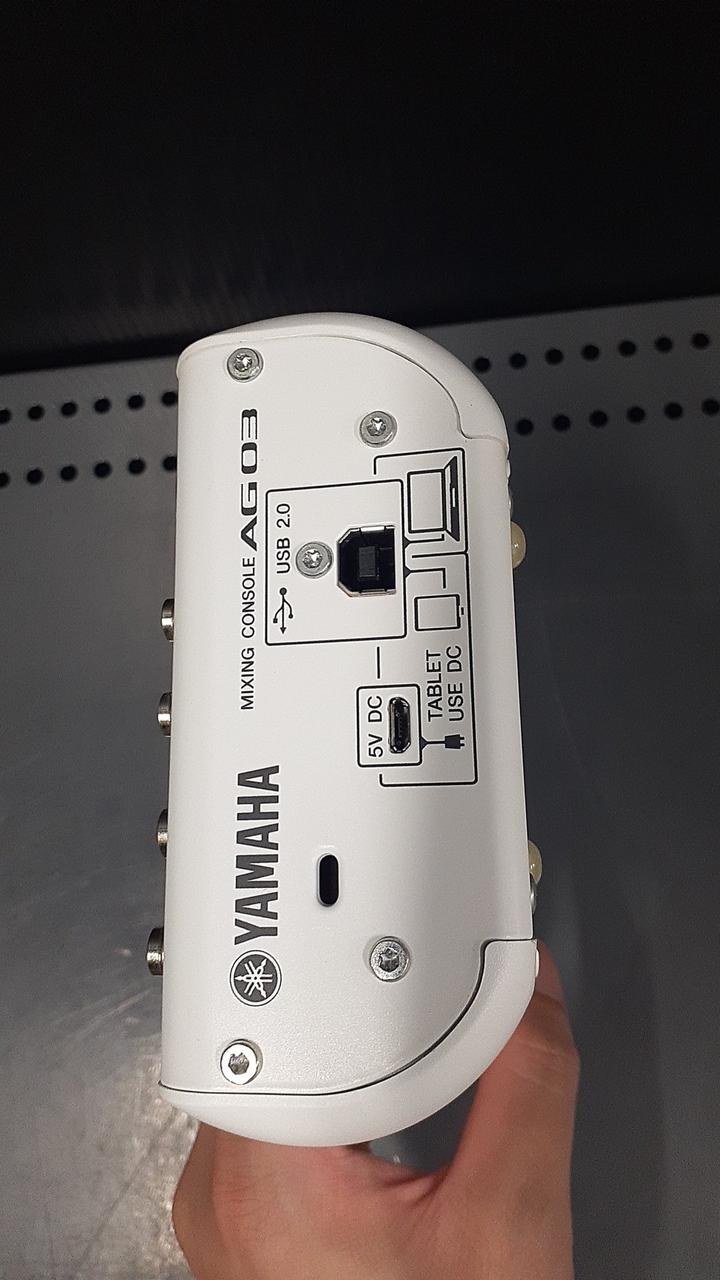 YAMAHA
MIXING CONSOLE AG03
USB 2.0
5V DC
TABLET
USE DC